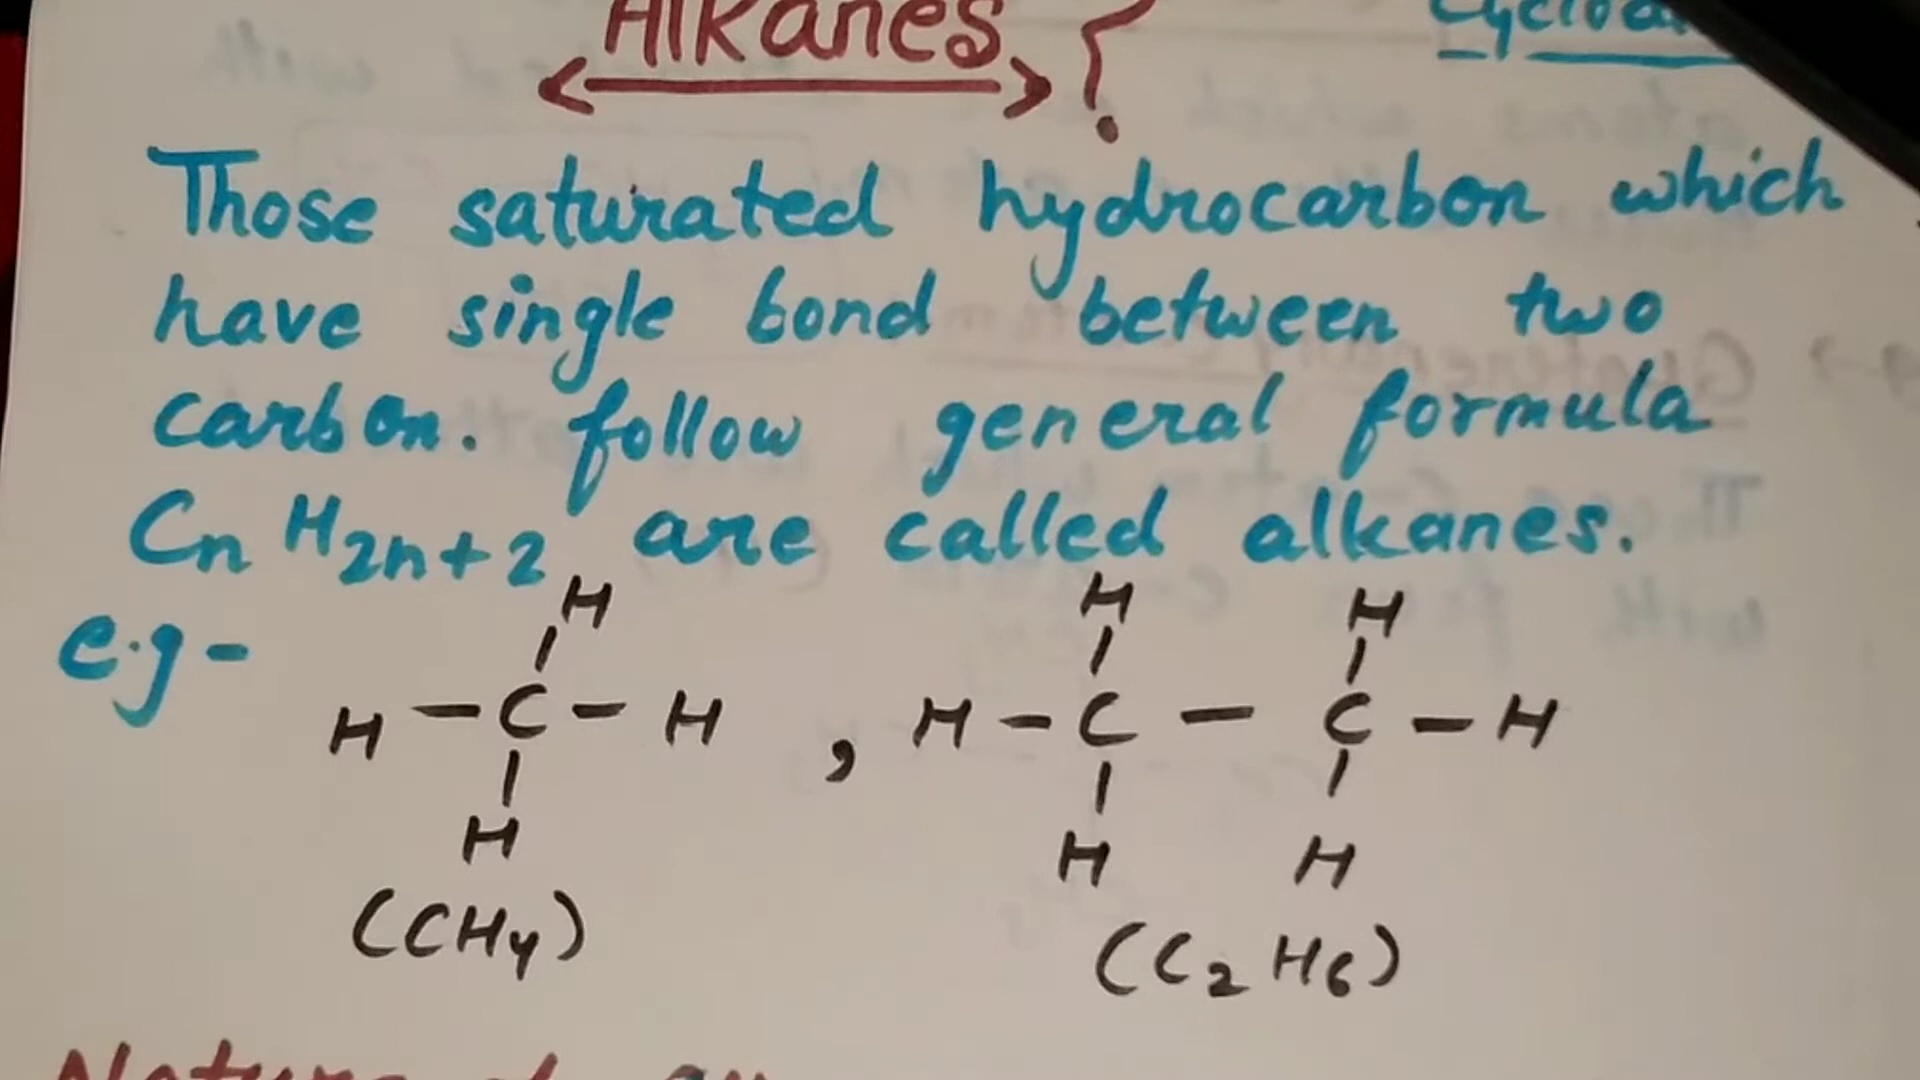 Alkanes ?
Those saturated hydrocarbon which
have single bond between two
carbon. follow general formula
CnH2n+2 are called alkanes.
e.g-
H H H
H - C - H , H - C - C - H
H H H
(CH4) (C2H6)